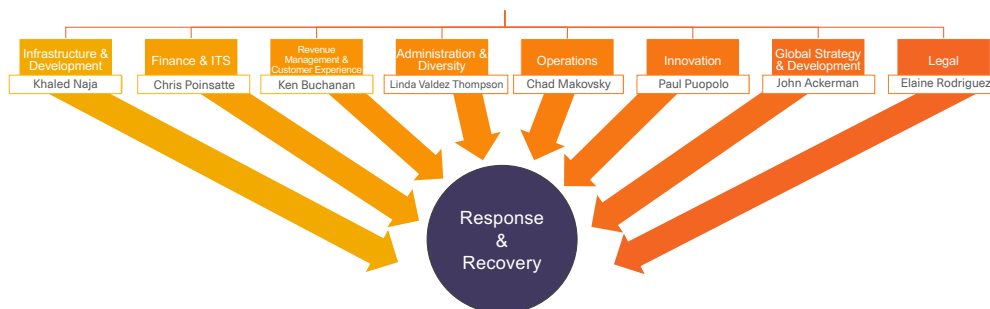 Infrastructure &
Development
Khaled Naja
Finance & ITS
Chris Poinsatte
Revenue
Management &
Customer Experience
Ken Buchanan
Administration &
Diversity
Linda Valdez Thompson
Operations
Chad Makovsky
Innovation
Paul Puopolo
Global Strategy
& Development
John Ackerman
Legal
Elaine Rodriguez
Response
&
Recovery